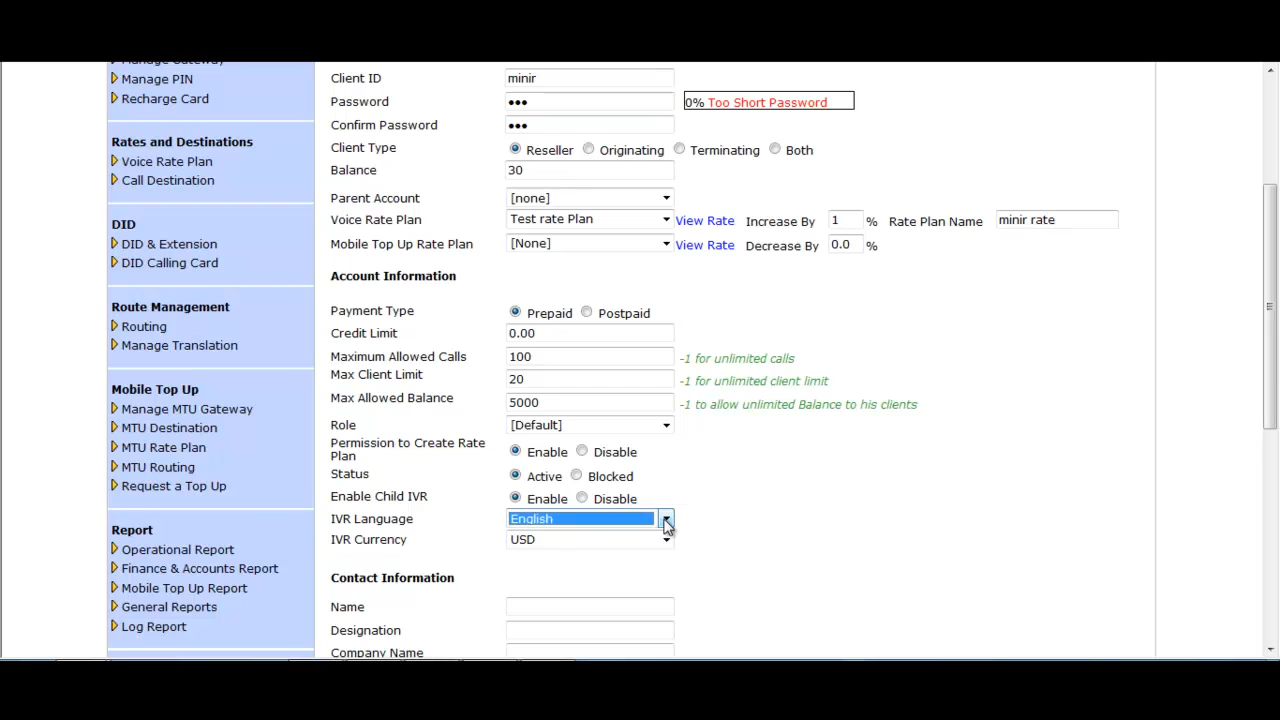 Manage Gateway
Manage PIN
Recharge Card
Rates and Destinations
Voice Rate Plan
Call Destination
DID
DID & Extension
DID Calling Card
Route Management
Routing
Manage Translation
Mobile Top Up
Manage MTU Gateway
MTU Destination
MTU Rate Plan
MTU Routing
Request a Top Up
Report
Operational Report
Finance & Accounts Report
Mobile Top Up Report
General Reports
Log Report
Client ID minir
Password ●●● 0% Too Short Password
Confirm Password ●●●
Client Type Reseller Originating Terminating Both
Balance 30
Parent Account [none]
Voice Rate Plan Test rate Plan View Rate Increase By 1 % Rate Plan Name minir rate
Mobile Top Up Rate Plan [None] View Rate Decrease By 0.0 %
Account Information
Payment Type Prepaid Postpaid
Credit Limit 0.00
Maximum Allowed Calls 100 -1 for unlimited calls
Max Client Limit 20 -1 for unlimited client limit
Max Allowed Balance 5000 -1 to allow unlimited Balance to his clients
Role [Default]
Permission to Create Rate
Plan Enable Disable
Status Active Blocked
Enable Child IVR Enable Disable
IVR Language English
IVR Currency USD
Contact Information
Name
Designation
Company Name